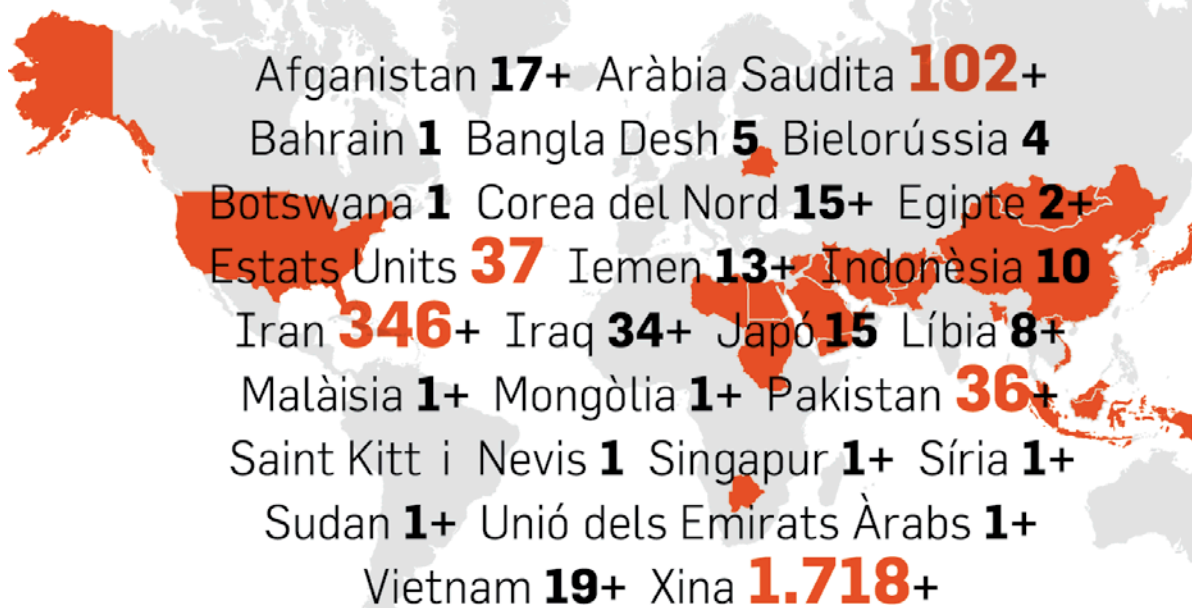 Afganistan 17+ Aràbia Saudita 102+
Bahrain 1 Bangla Desh 5 Bielorússia 4
Botswana 1 Corea del Nord 15+ Egipte 2+
Estats Units 37 Iemen 13+ Indonèsia 10
Iran 346+ Iraq 34+ Japó 15 Líbia 8+
Malàisia 1+ Mongòlia 1+ Pakistan 36+
Saint Kitt i Nevis 1 Singapur 1+ Síria 1+
Sudan 1+ Unió dels Emirats Àrabs 1+
Vietnam 19+ Xina 1.718+